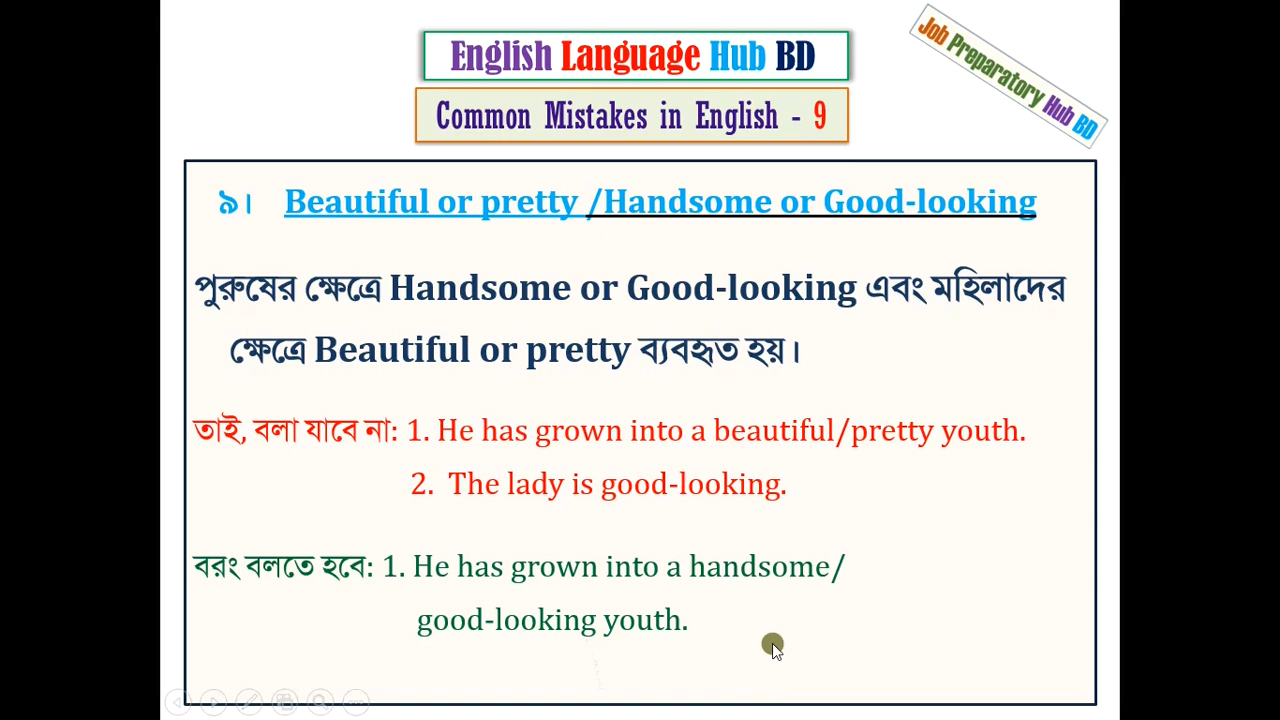 English Language Hub BD
Job Preparatory Hub BD
Common Mistakes in English - 9
৯। Beautiful or pretty /Handsome or Good-looking
পুরুষের ক্ষেত্রে Handsome or Good-looking এবং মহিলাদের
ক্ষেত্রে Beautiful or pretty ব্যবহৃত হয়।
তাই, বলা যাবে না: 1. He has grown into a beautiful/pretty youth.
2. The lady is good-looking.
বরং বলতে হবে: 1. He has grown into a handsome/
good-looking youth.